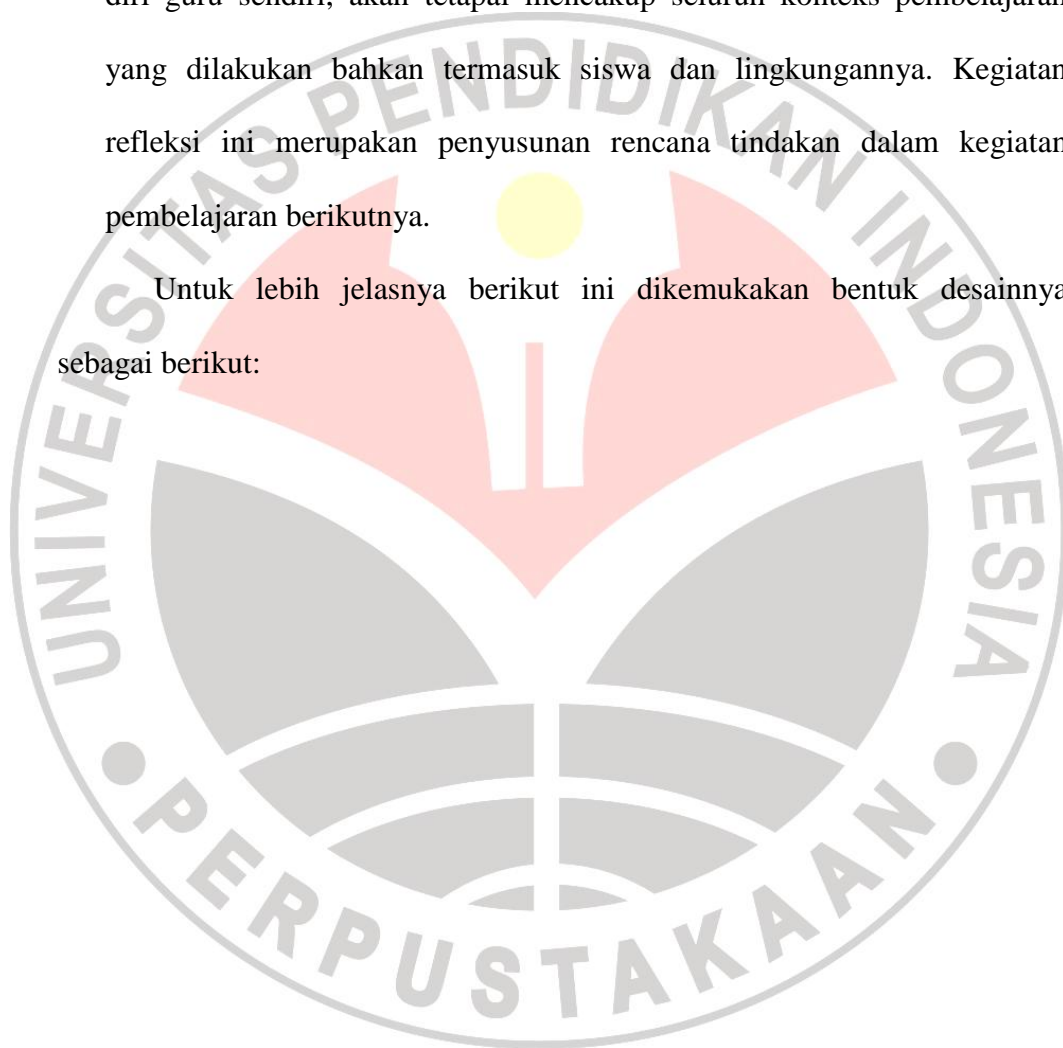 diri guru sendiri, akan tetapai mencakup seluruh konteks pembelajaran
yang dilakukan bahkan termasuk siswa dan lingkungannya. Kegiatan
refleksi ini merupakan penyusunan rencana tindakan dalam kegiatan
pembelajaran berikutnya.
Untuk lebih jelasnya berikut ini dikemukakan bentuk desainnya
sebagai berikut:
UNIVERSITAS PENDIDIKAN INDONESIA
PERPUSTAKAAN